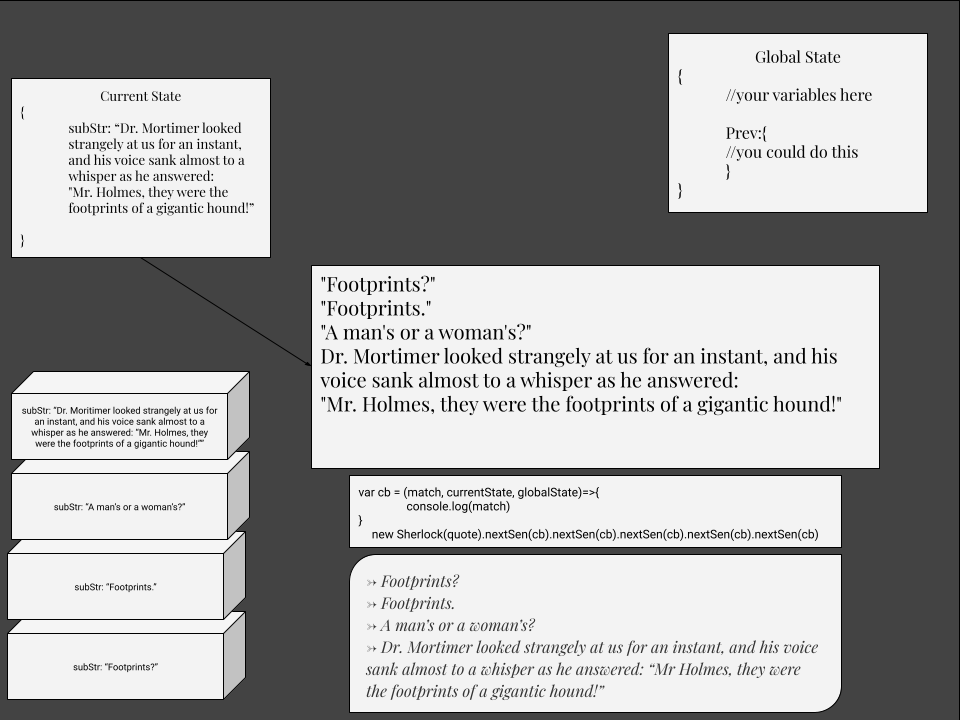 Global State
{
//your variables here
Prev:{
//you could do this
}
}
Current State
{
subStr: “Dr. Mortimer looked
strangely at us for an instant,
and his voice sank almost to a
whisper as he answered:
"Mr. Holmes, they were the
footprints of a gigantic hound!”
}
"Footprints?"
"Footprints."
"A man's or a woman's?"
Dr. Mortimer looked strangely at us for an instant, and his
voice sank almost to a whisper as he answered:
"Mr. Holmes, they were the footprints of a gigantic hound!"
subStr: “Dr. Moritimer looked strangely at us for
an instant, and his voice sank almost to a
whisper as he answered: “Mr. Holmes, they
were the footprints of a gigantic hound!””
subStr: “A man's or a woman's?”
subStr: “Footprints.”
subStr: “Footprints?”
var cb = (match, currentState, globalState)=>{
console.log(match)
}
new Sherlock(quote).nextSen(cb).nextSen(cb).nextSen(cb).nextSen(cb).nextSen(cb)
↣ Footprints?
↣ Footprints.
↣ A man’s or a woman’s?
↣ Dr. Mortimer looked strangely at us for an instant, and his voice
sank almost to a whisper as he answered: “Mr Holmes, they were
the footprints of a gigantic hound!”